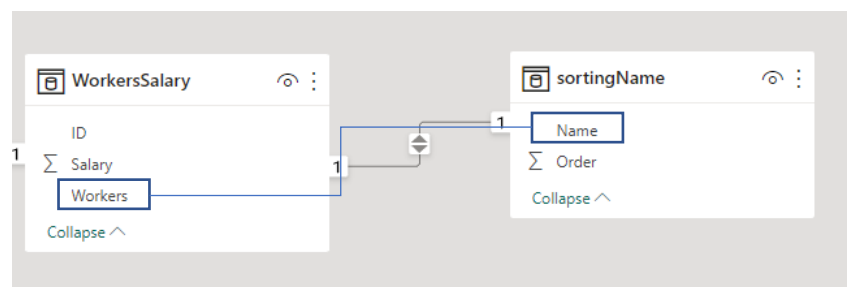 WorkersSalary
ID
Salary
Workers
Collapse
1
1
1
sortingName
Name
Order
Collapse